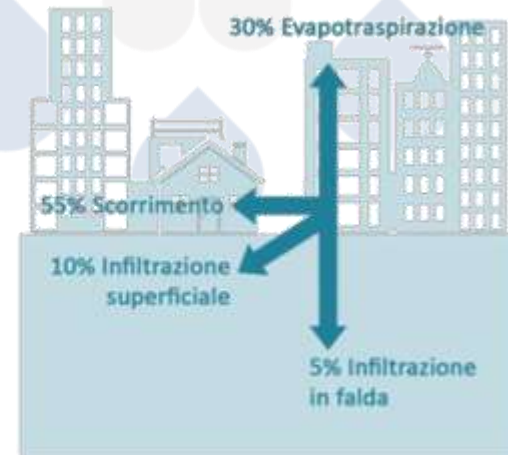 30% Evapotraspirazione
55% Scorrimento
10% Infiltrazione
superficiale
5% Infiltrazione
in falda